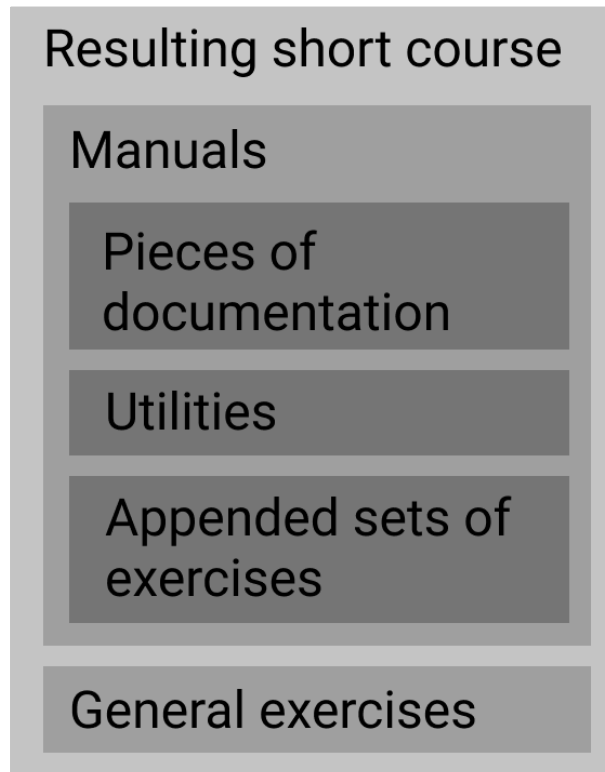 Resulting short course
Manuals
Pieces of
documentation
Utilities
Appended sets of
exercises
General exercises